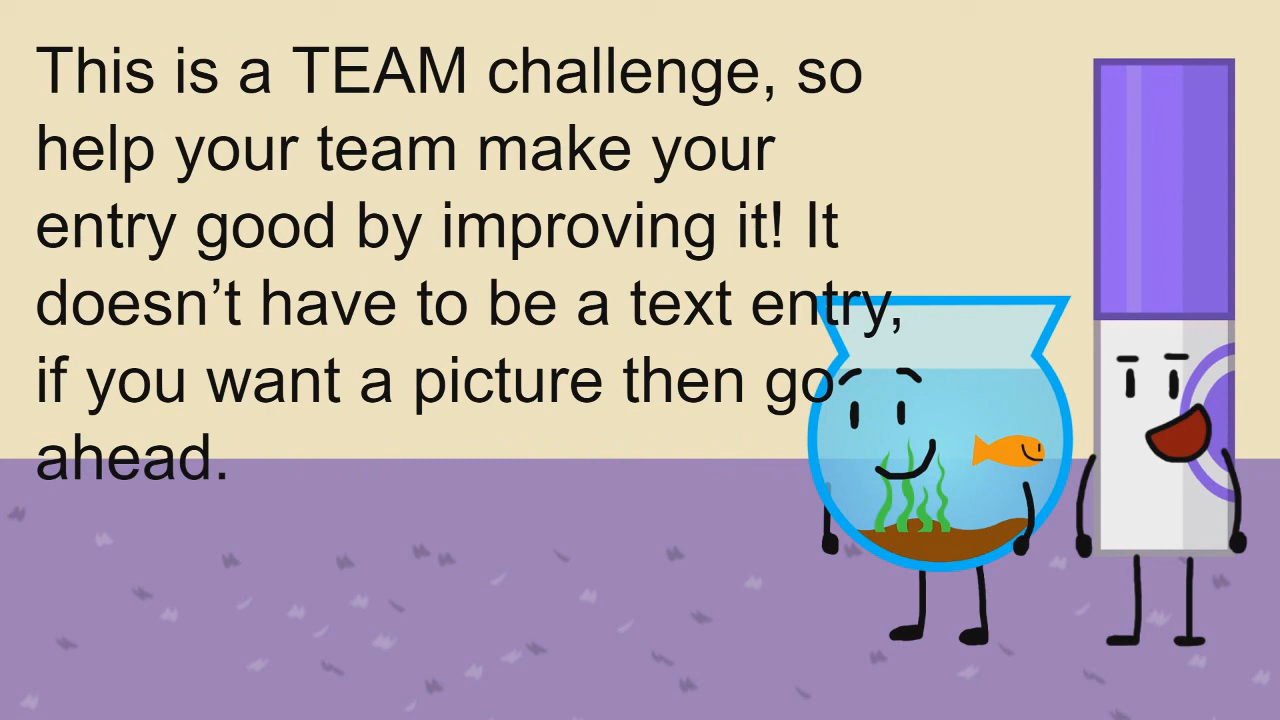 This is a TEAM challenge, so
help your team make your
entry good by improving it! It
doesn’t have to be a text entry,
if you want a picture then go
ahead.